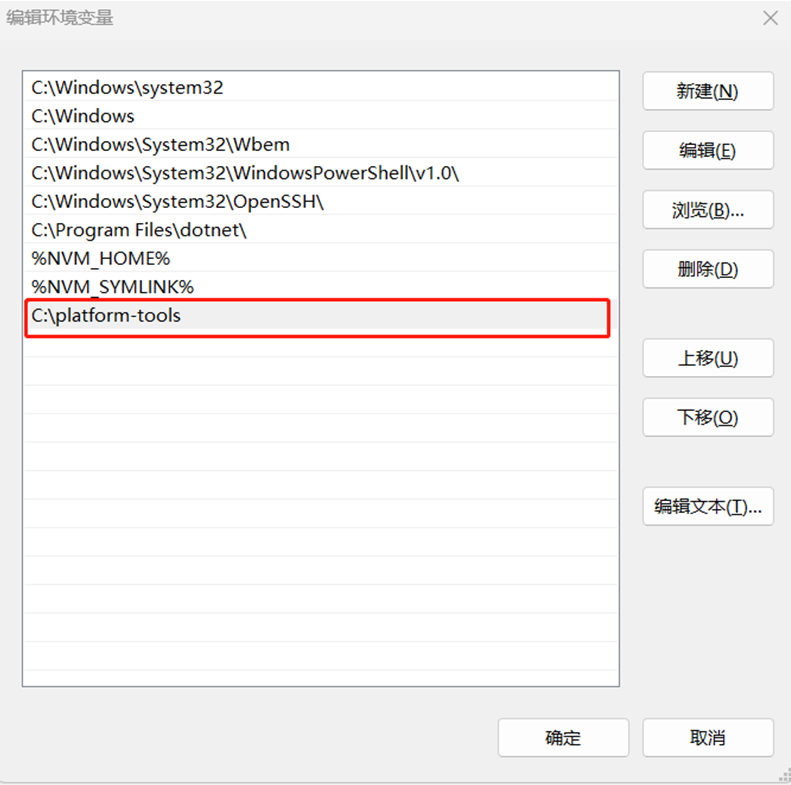 编辑环境变量
C:\Windows\system32
C:\Windows
C:\Windows\System32\Wbem
C:\Windows\System32\WindowsPowerShell\v1.0\
C:\Windows\System32\OpenSSH\
C:\Program Files\dotnet\
%NVM_HOME%
%NVM_SYMLINK%
C:\platform-tools
新建(N)
编辑(E)
浏览(B)...
删除(D)
上移(U)
下移(O)
编辑文本(T)...
确定
取消